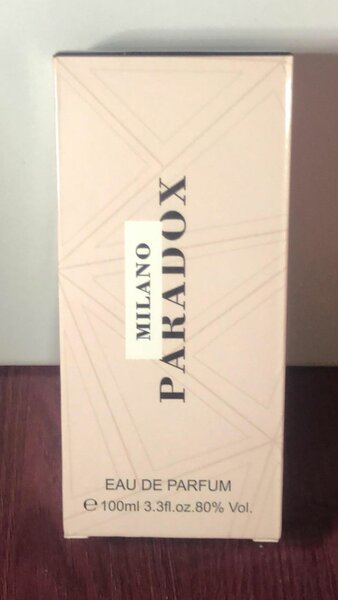 MILANO
PARADOX
EAU DE PARFUM
℮100ml 3.3fl.oz.80% Vol.